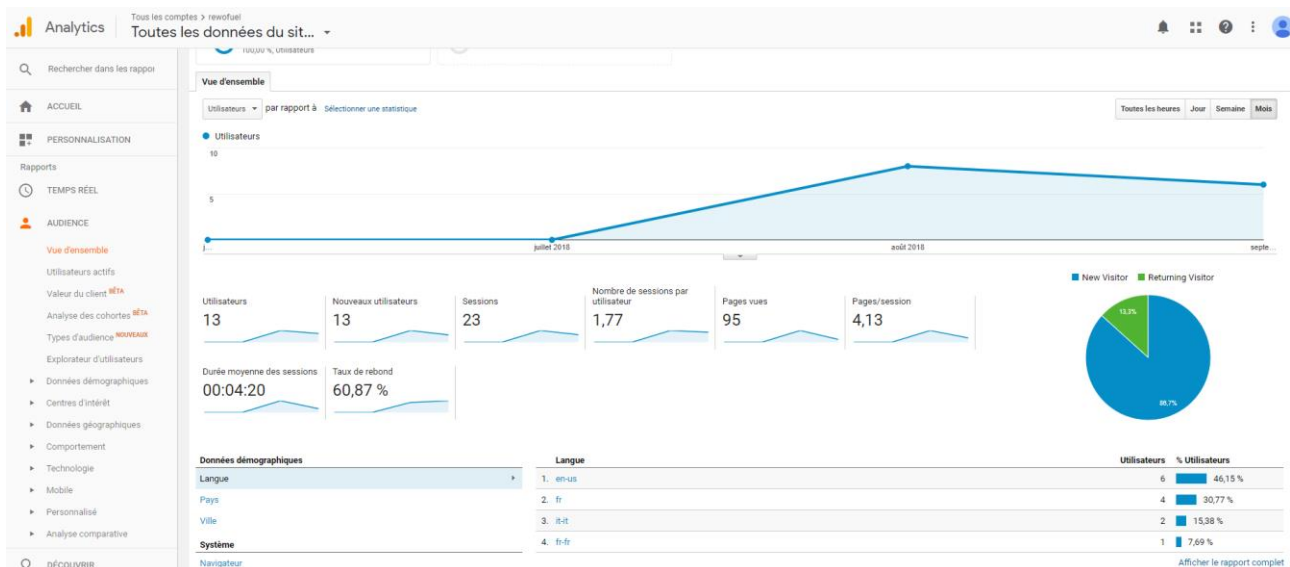 Tous les comptes > rewofuel
Analytics
Toutes les données du sit...
Rechercher dans les rappor
100,00 %, Utilisateurs
Vue d'ensemble
ACCUEIL
Utilisateurs par rapport à Sélectionner une statistique
Toutes les heures Jour Semaine Mois
PERSONNALISATION
Utilisateurs
10
5
j... juillet 2018 août 2018 septe...
Rapports
TEMPS RÉEL
AUDIENCE
Vue d'ensemble
Utilisateurs actifs
Valeur du client BÊTA
Analyse des cohortes BÊTA
Types d'audience NOUVEAUX
Explorateur d'utilisateurs
Données démographiques
Centres d'intérêt
Données géographiques
Comportement
Technologie
Mobile
Personnalisé
Analyse comparative
DÉCOUVRIR
New Visitor Returning Visitor
13,3%
86,7%
Utilisateurs
13
Nouveaux utilisateurs
13
Sessions
23
Nombre de sessions par
utilisateur
1,77
Pages vues
95
Pages/session
4,13
Durée moyenne des sessions
00:04:20
Taux de rebond
60,87 %
Données démographiques
Langue
Pays
Ville
Système
Navigateur
Langue Utilisateurs % Utilisateurs
1. en-us 6 46,15 %
2. fr 4 30,77 %
3. it-it 2 15,38 %
4. fr-fr 1 7,69 %
Afficher le rapport complet